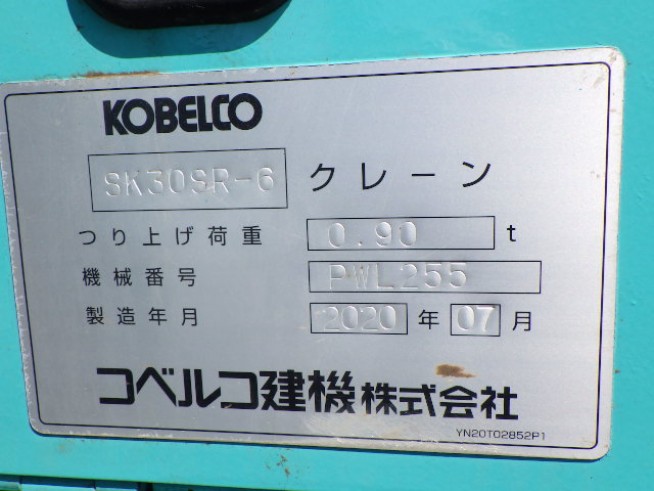 KOBELCO
SK30SR-6 クレーン
つり上げ荷重 0.90 t
機械番号 PWL255
製造年月 2020 年 07 月
コベルコ建機株式会社
YN20T02852P1